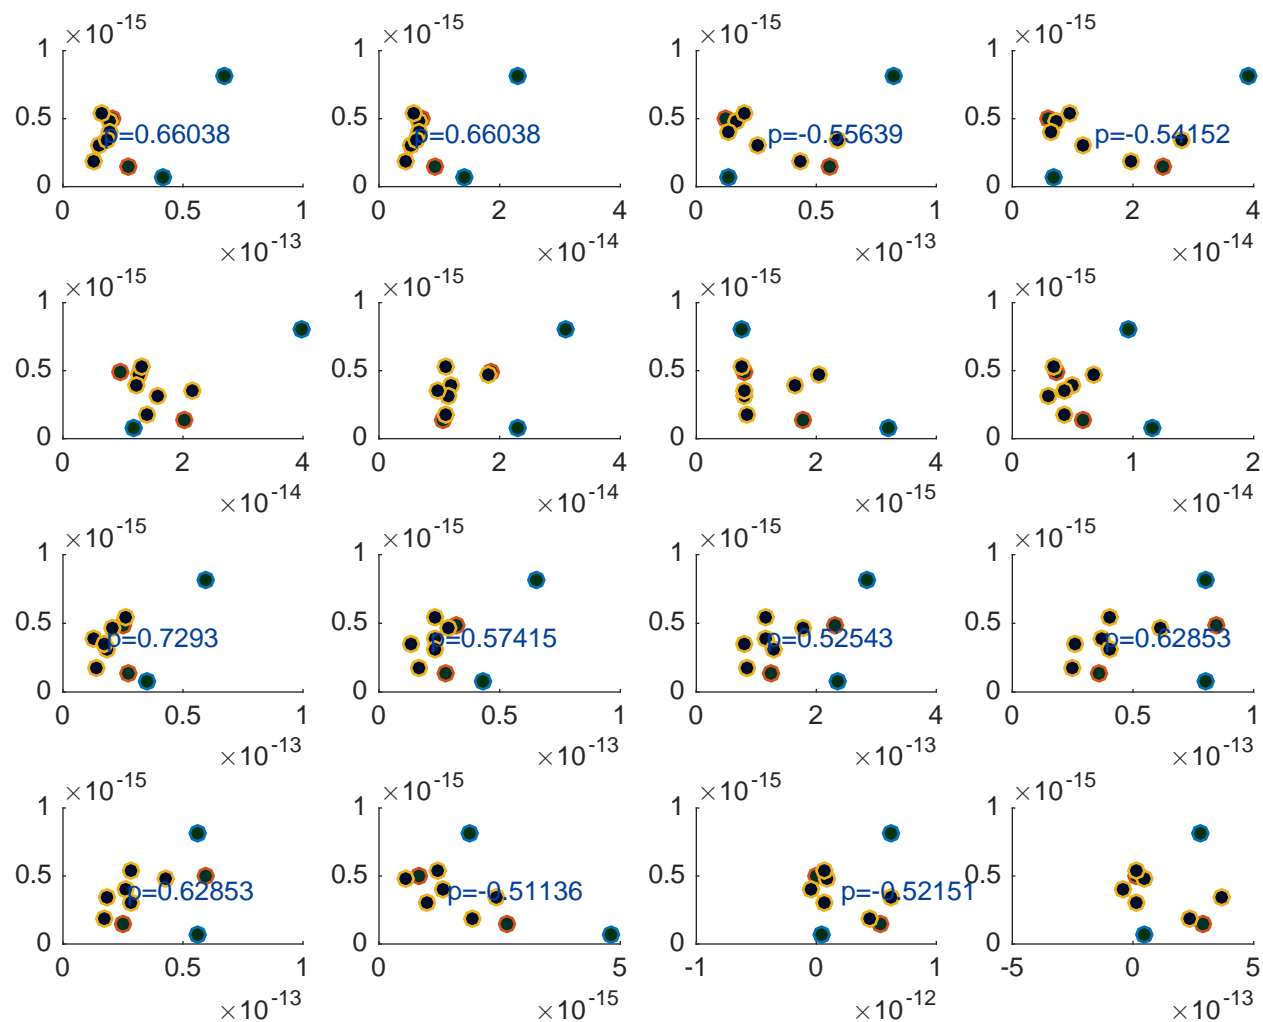 ×10-15 ×10-15 ×10-15 ×10-15
1 1 1 1
0.5 p=0.66038 0.5 p=0.66038 0.5 p=-0.55639 0.5 p=-0.54152
0 0 0 0
0 0.5 1 0 2 4 0 0.5 1 0 2 4
×10-13 ×10-14 ×10-13 ×10-14
×10-15 ×10-15 ×10-15 ×10-15
1 1 1 1
0.5 0.5 0.5 0.5
0 0 0 0
0 2 4 0 2 4 0 2 4 0 1 2
×10-14 ×10-14 ×10-15 ×10-14
×10-15 ×10-15 ×10-15 ×10-15
1 1 1 1
0.5 p=0.7293 0.5 p=0.57415 0.5 p=0.52543 0.5 p=0.62853
0 0 0 0
0 0.5 1 0 0.5 1 0 2 4 0 0.5 1
×10-13 ×10-13 ×10-13 ×10-13
×10-15 ×10-15 ×10-15 ×10-15
1 1 1 1
0.5 p=0.62853 0.5 p=-0.51136 0.5 p=-0.52151 0.5
0 0 0 0
0 0.5 1 0 5 -1 0 1 -5 0 5
×10-13 ×10-15 ×10-12 ×10-13